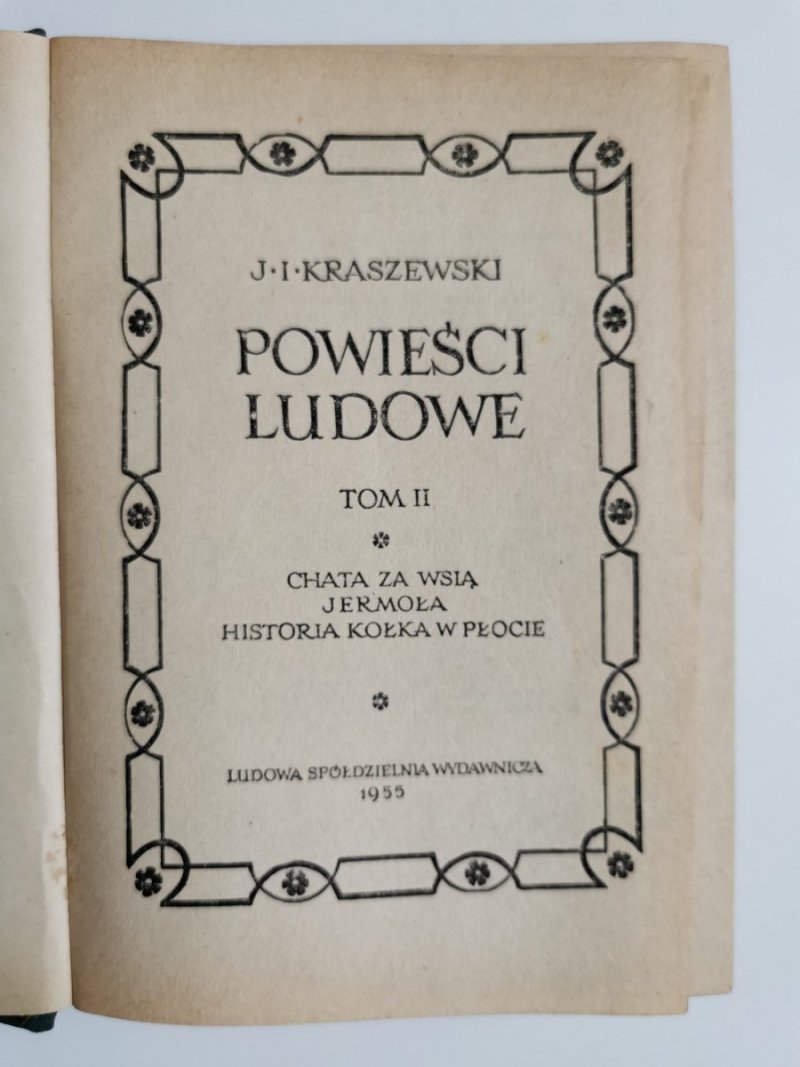 J·I·KRASZEWSKI
POWIEŚCI
LUDOWE
TOM II
CHATA ZA WSIĄ
JERMOŁA
HISTORIA KOŁKA W PŁOCIE
LUDOWA SPÓŁDZIELNIA WYDAWNICZA
1955